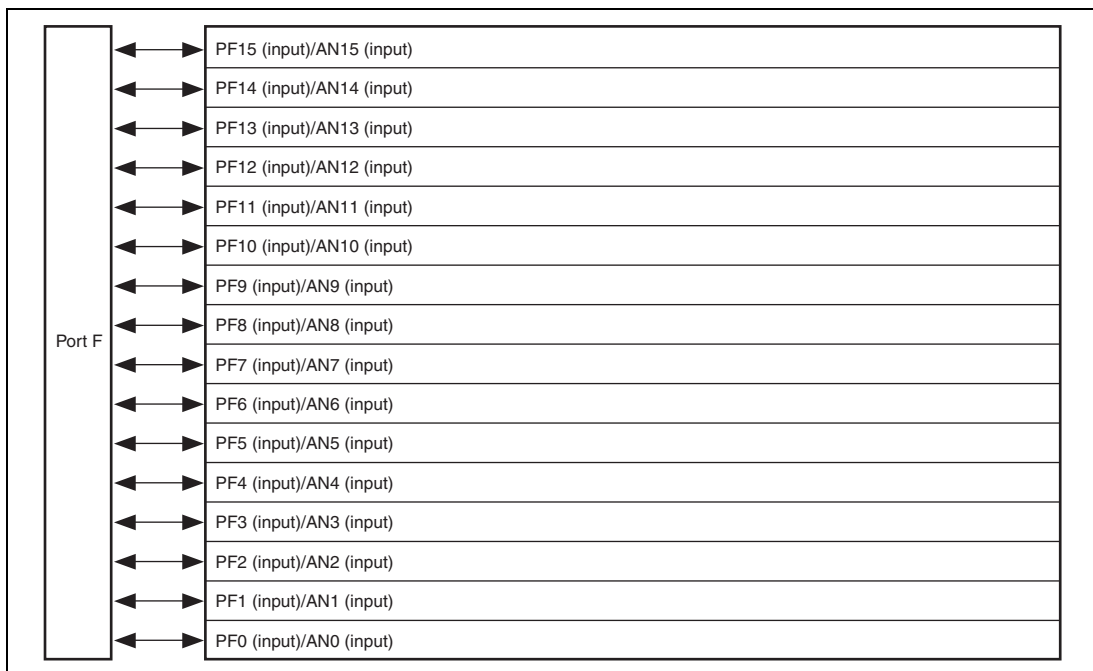 Port F
PF15 (input)/AN15 (input)
PF14 (input)/AN14 (input)
PF13 (input)/AN13 (input)
PF12 (input)/AN12 (input)
PF11 (input)/AN11 (input)
PF10 (input)/AN10 (input)
PF9 (input)/AN9 (input)
PF8 (input)/AN8 (input)
PF7 (input)/AN7 (input)
PF6 (input)/AN6 (input)
PF5 (input)/AN5 (input)
PF4 (input)/AN4 (input)
PF3 (input)/AN3 (input)
PF2 (input)/AN2 (input)
PF1 (input)/AN1 (input)
PF0 (input)/AN0 (input)